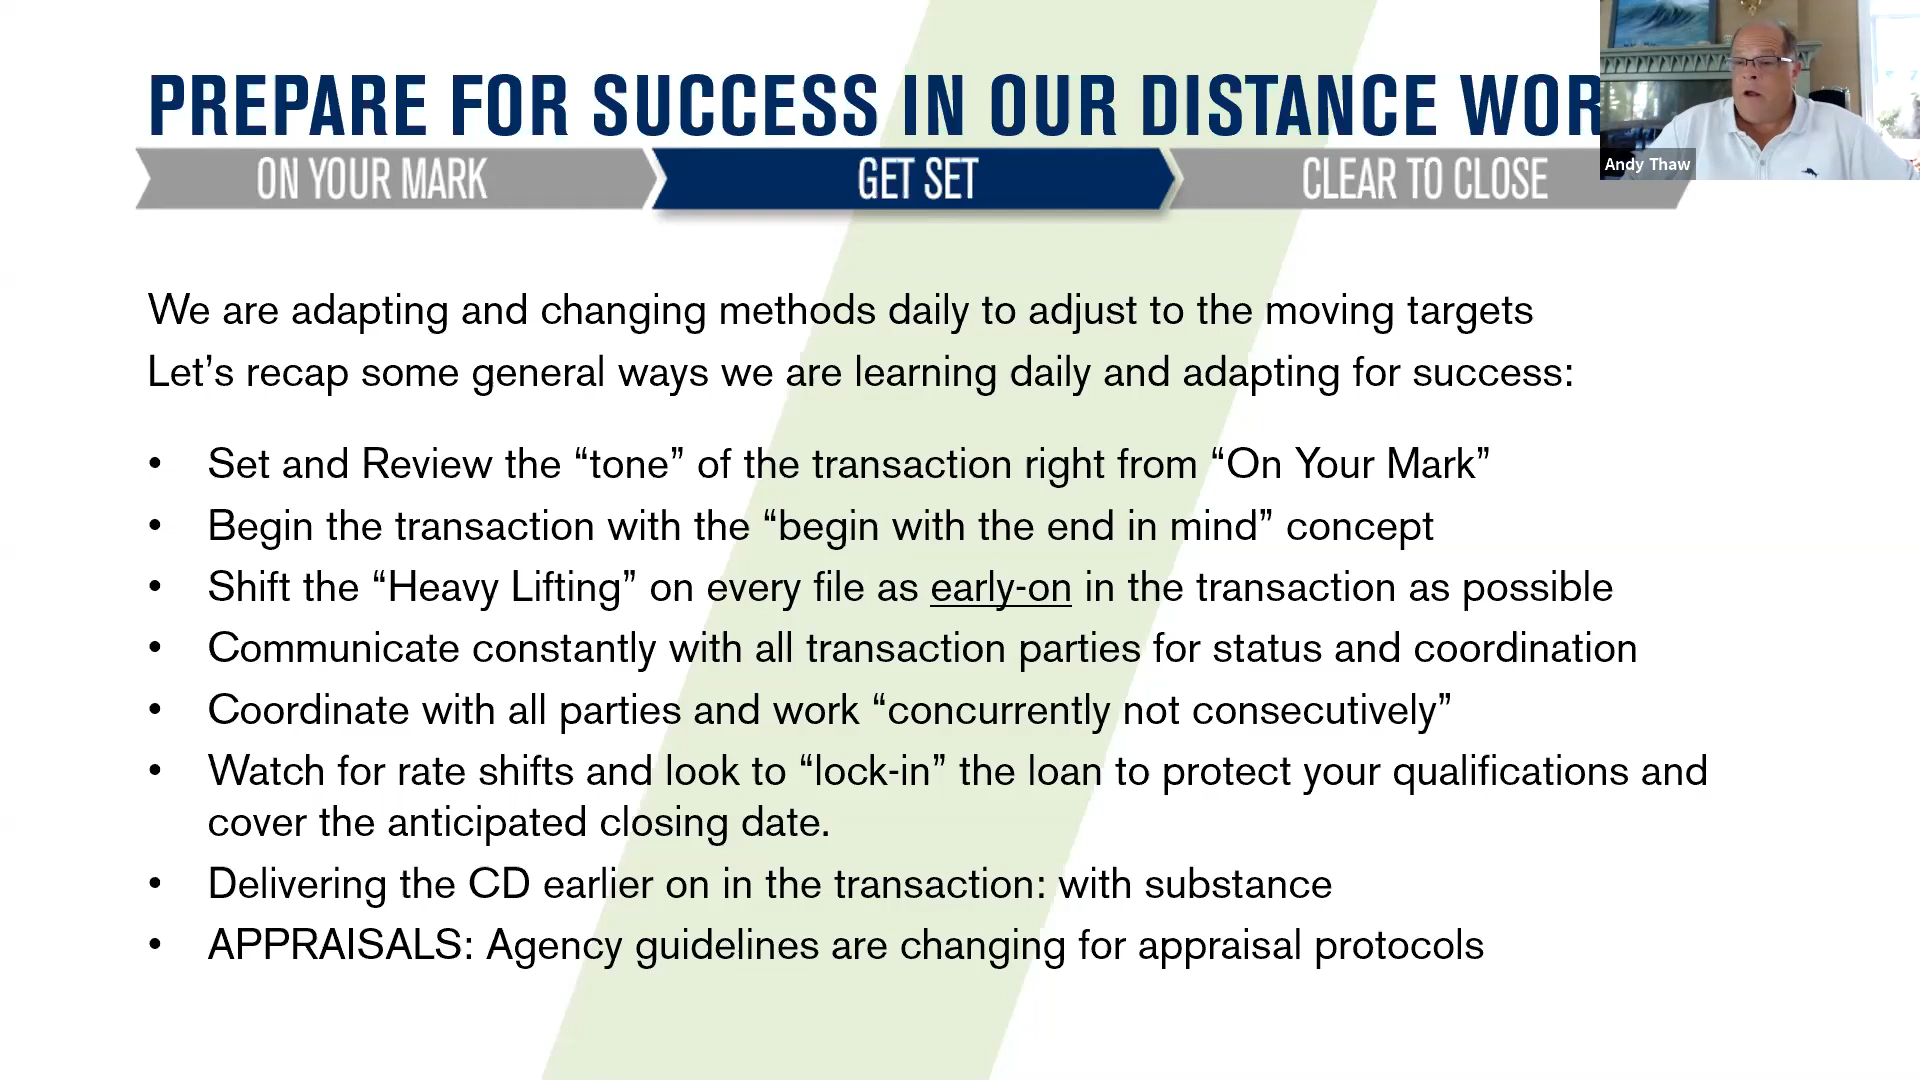 PREPARE FOR SUCCESS IN OUR DISTANCE
Andy Thaw
ON YOUR MARK
GET SET
CLEAR TO CLOSE
We are adapting and changing methods daily to adjust to the moving targets
Let’s recap some general ways we are learning daily and adapting for success:
• Set and Review the “tone” of the transaction right from “On Your Mark”
• Begin the transaction with the “begin with the end in mind” concept
• Shift the “Heavy Lifting” on every file as early-on in the transaction as possible
• Communicate constantly with all transaction parties for status and coordination
• Coordinate with all parties and work “concurrently not consecutively”
• Watch for rate shifts and look to “lock-in” the loan to protect your qualifications and
cover the anticipated closing date.
• Delivering the CD earlier on in the transaction: with substance
• APPRAISALS: Agency guidelines are changing for appraisal protocols